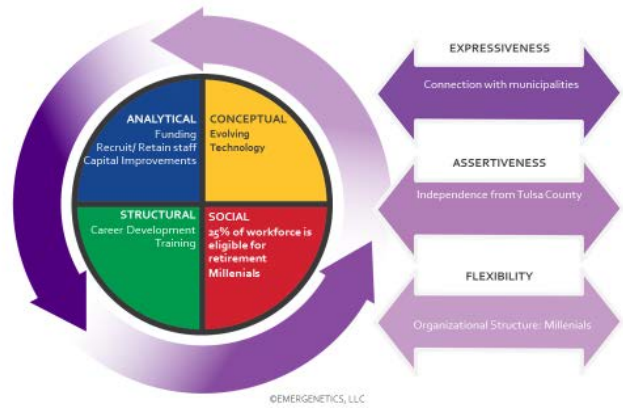 ANALYTICAL
Funding
Recruit/ Retain staff
Capital Improvements
CONCEPTUAL
Evolving
Technology
STRUCTURAL
Career Development
Training
SOCIAL
25% of workforce is
eligible for
retirement
Millenials
EXPRESSIVENESS
Connection with municipalities
ASSERTIVENESS
Independence from Tulsa County
FLEXIBILITY
Organizational Structure: Millenials
©EMERGENETICS, LLC